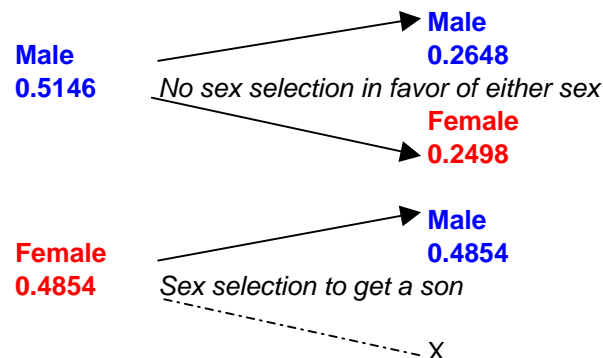 Male
0.5146
No sex selection in favor of either sex
Male
0.2648
Female
0.2498
Female
0.4854
Sex selection to get a son
Male
0.4854
X